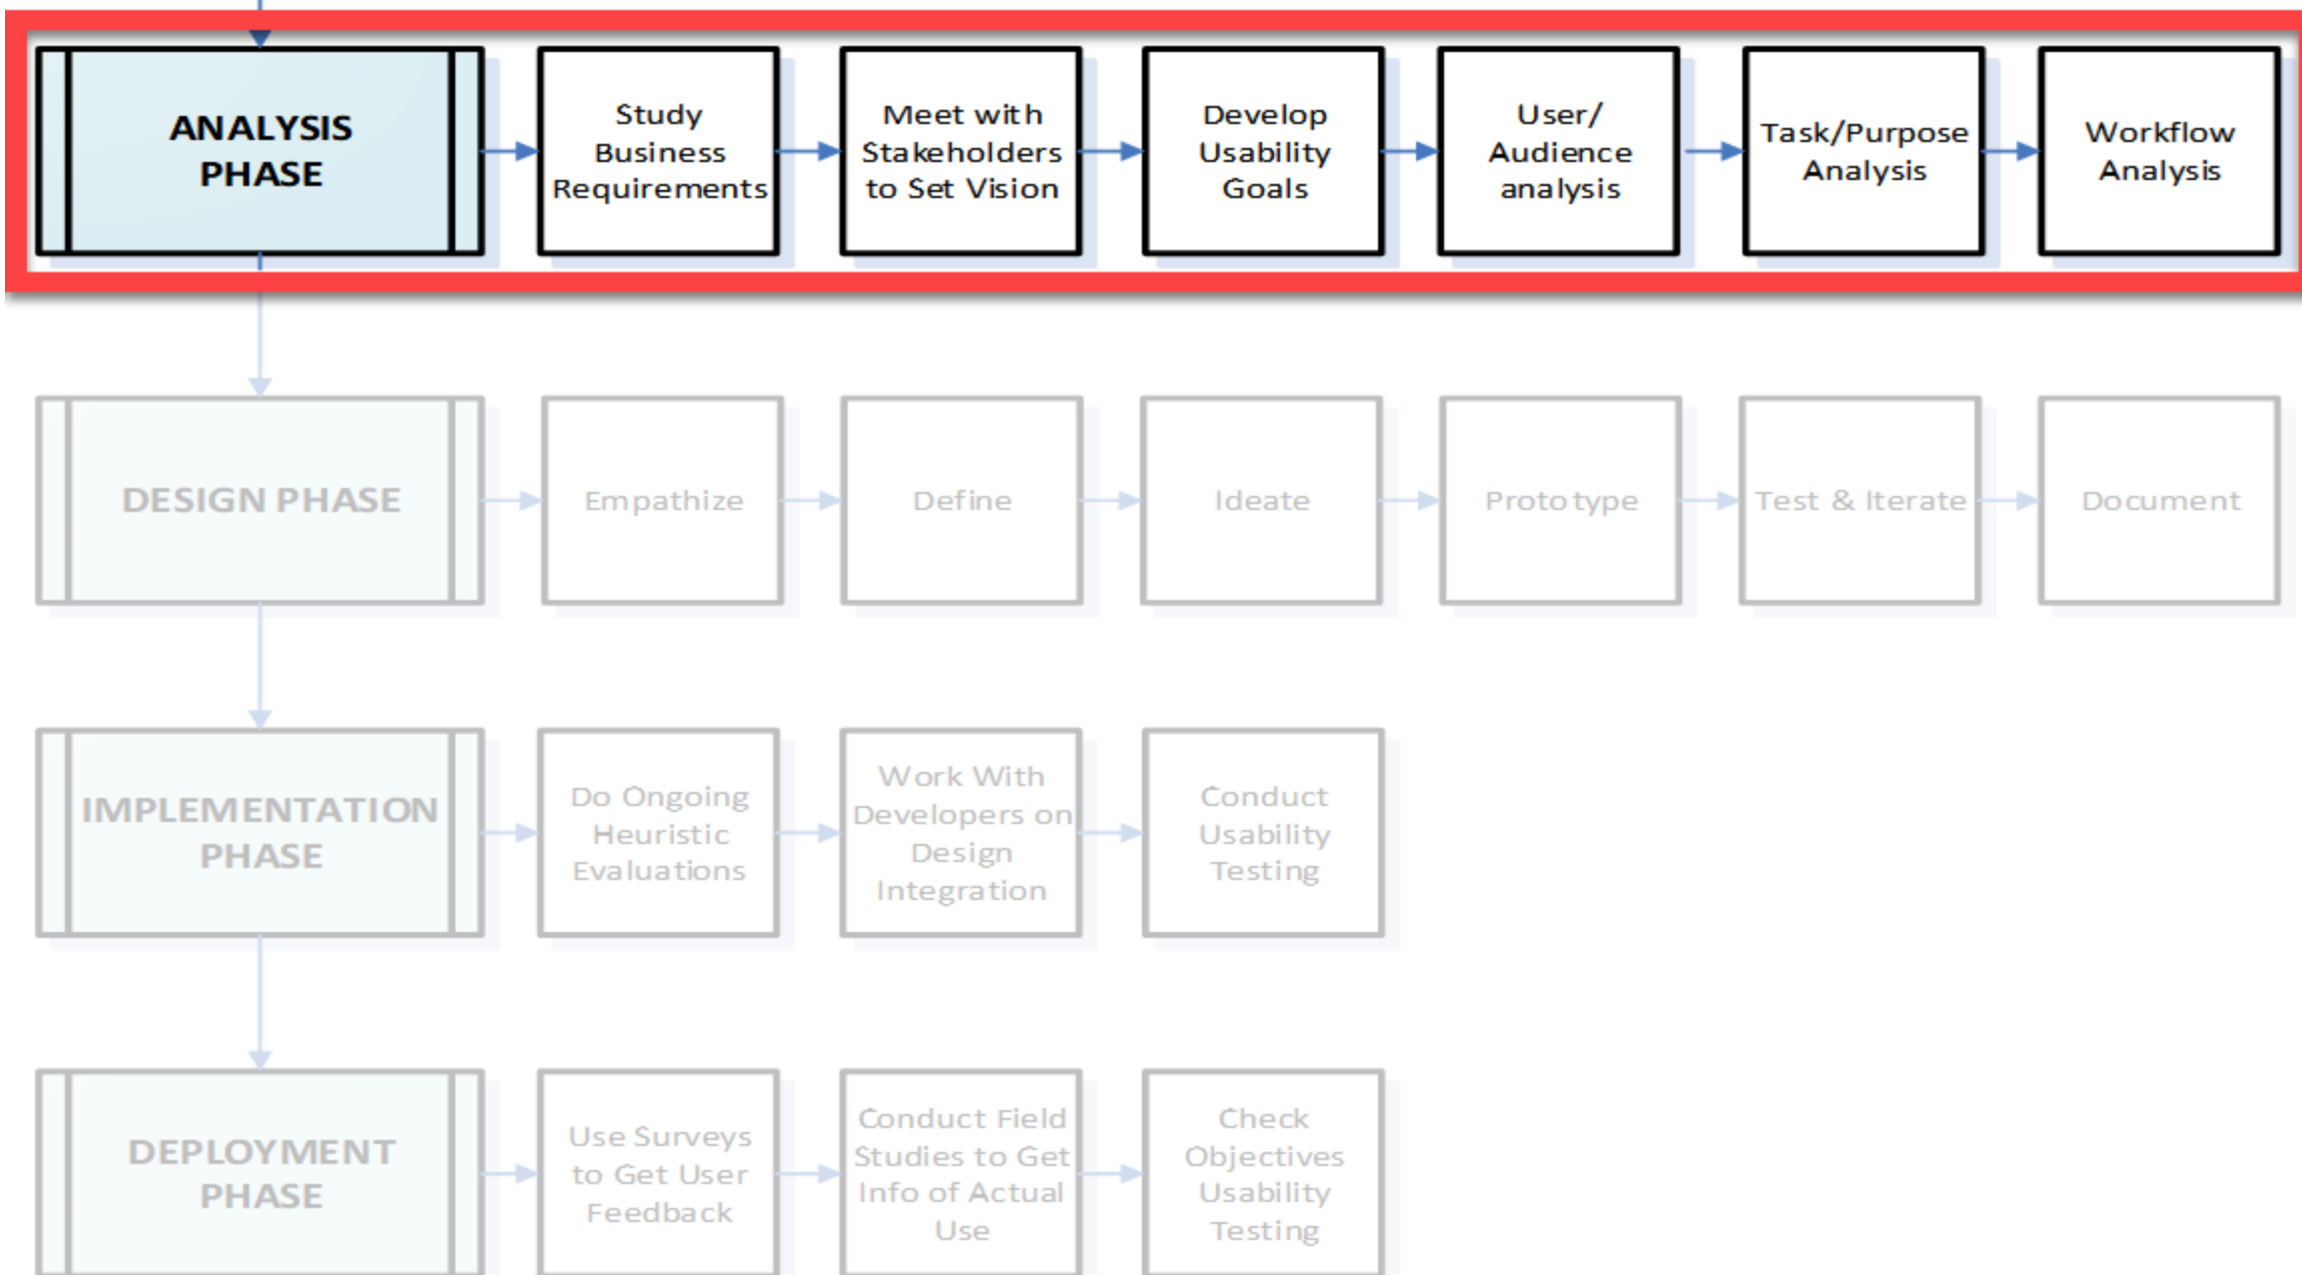 ANALYSIS
PHASE
Study
Business
Requirements
Meet with
Stakeholders
to Set Vision
Develop
Usability
Goals
User/
Audience
analysis
Task/Purpose
Analysis
Workflow
Analysis
DESIGN PHASE
Empathize
Define
Ideate
Prototype
Test & Iterate
Document
IMPLEMENTATION
PHASE
Do Ongoing
Heuristic
Evaluations
Work With
Developers on
Design
Integration
Conduct
Usability
Testing
DEPLOYMENT
PHASE
Use Surveys
to Get User
Feedback
Conduct Field
Studies to Get
Info of Actual
Use
Check
Objectives
Usability
Testing